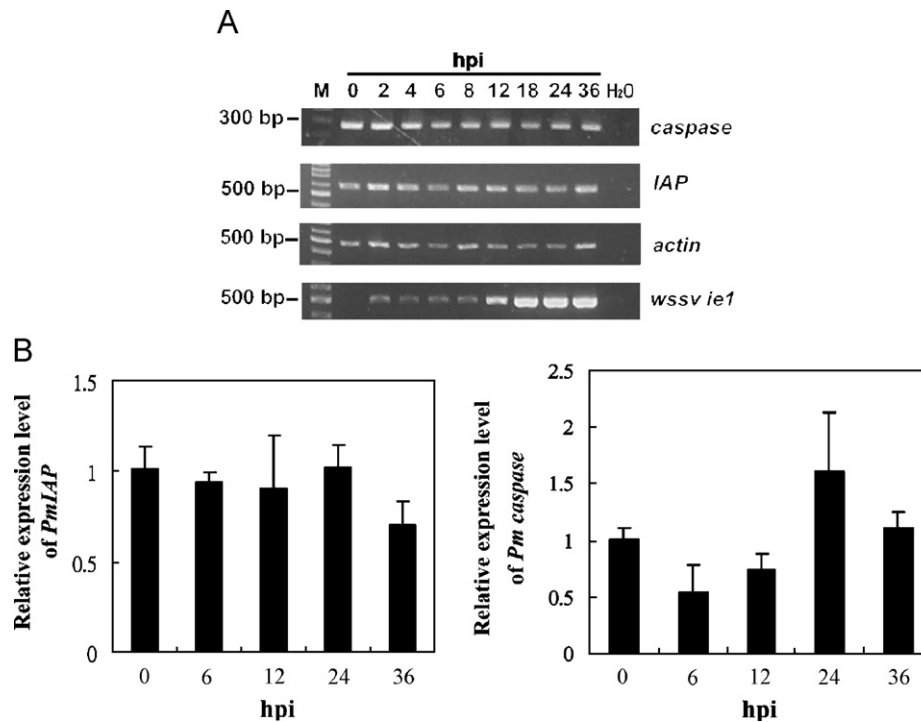 A
hpi
M 0 2 4 6 8 12 18 24 36 H2O
300 bp
caspase
500 bp
IAP
500 bp
actin
500 bp
wssv ie1
B
Relative expression level
of PmIAP
1.5
1
0.5
0
0 6 12 24 36
hpi
Relative expression level
of Pm caspase
2.5
2
1.5
1
0.5
0
0 6 12 24 36
hpi